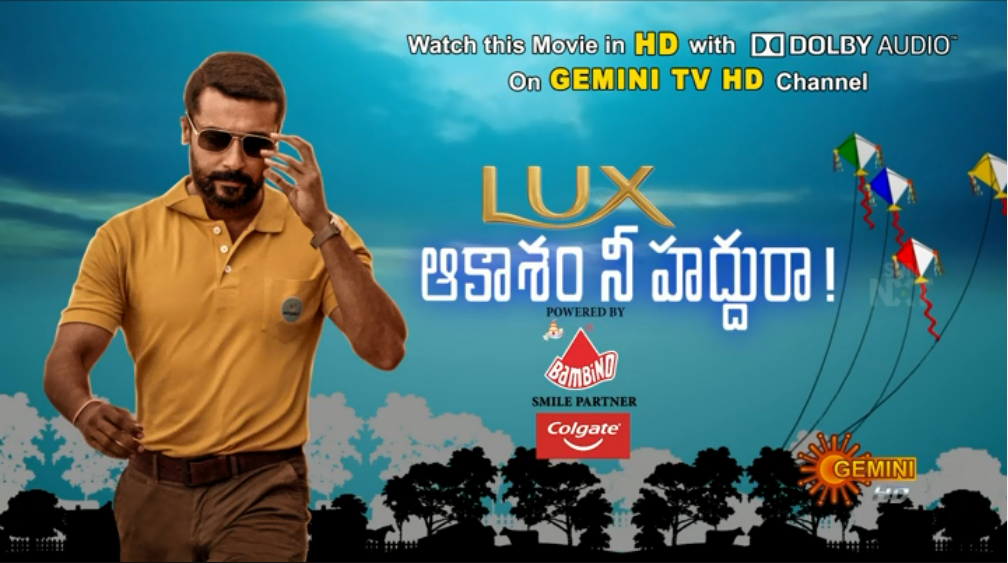 Watch this Movie in HD with DOLBY AUDIO™
On GEMINI TV HD Channel
LUX
ఆకాశం నీ హద్దురా!
POWERED BY
BAMBINO
SMILE PARTNER
Colgate
GEMINI
HD